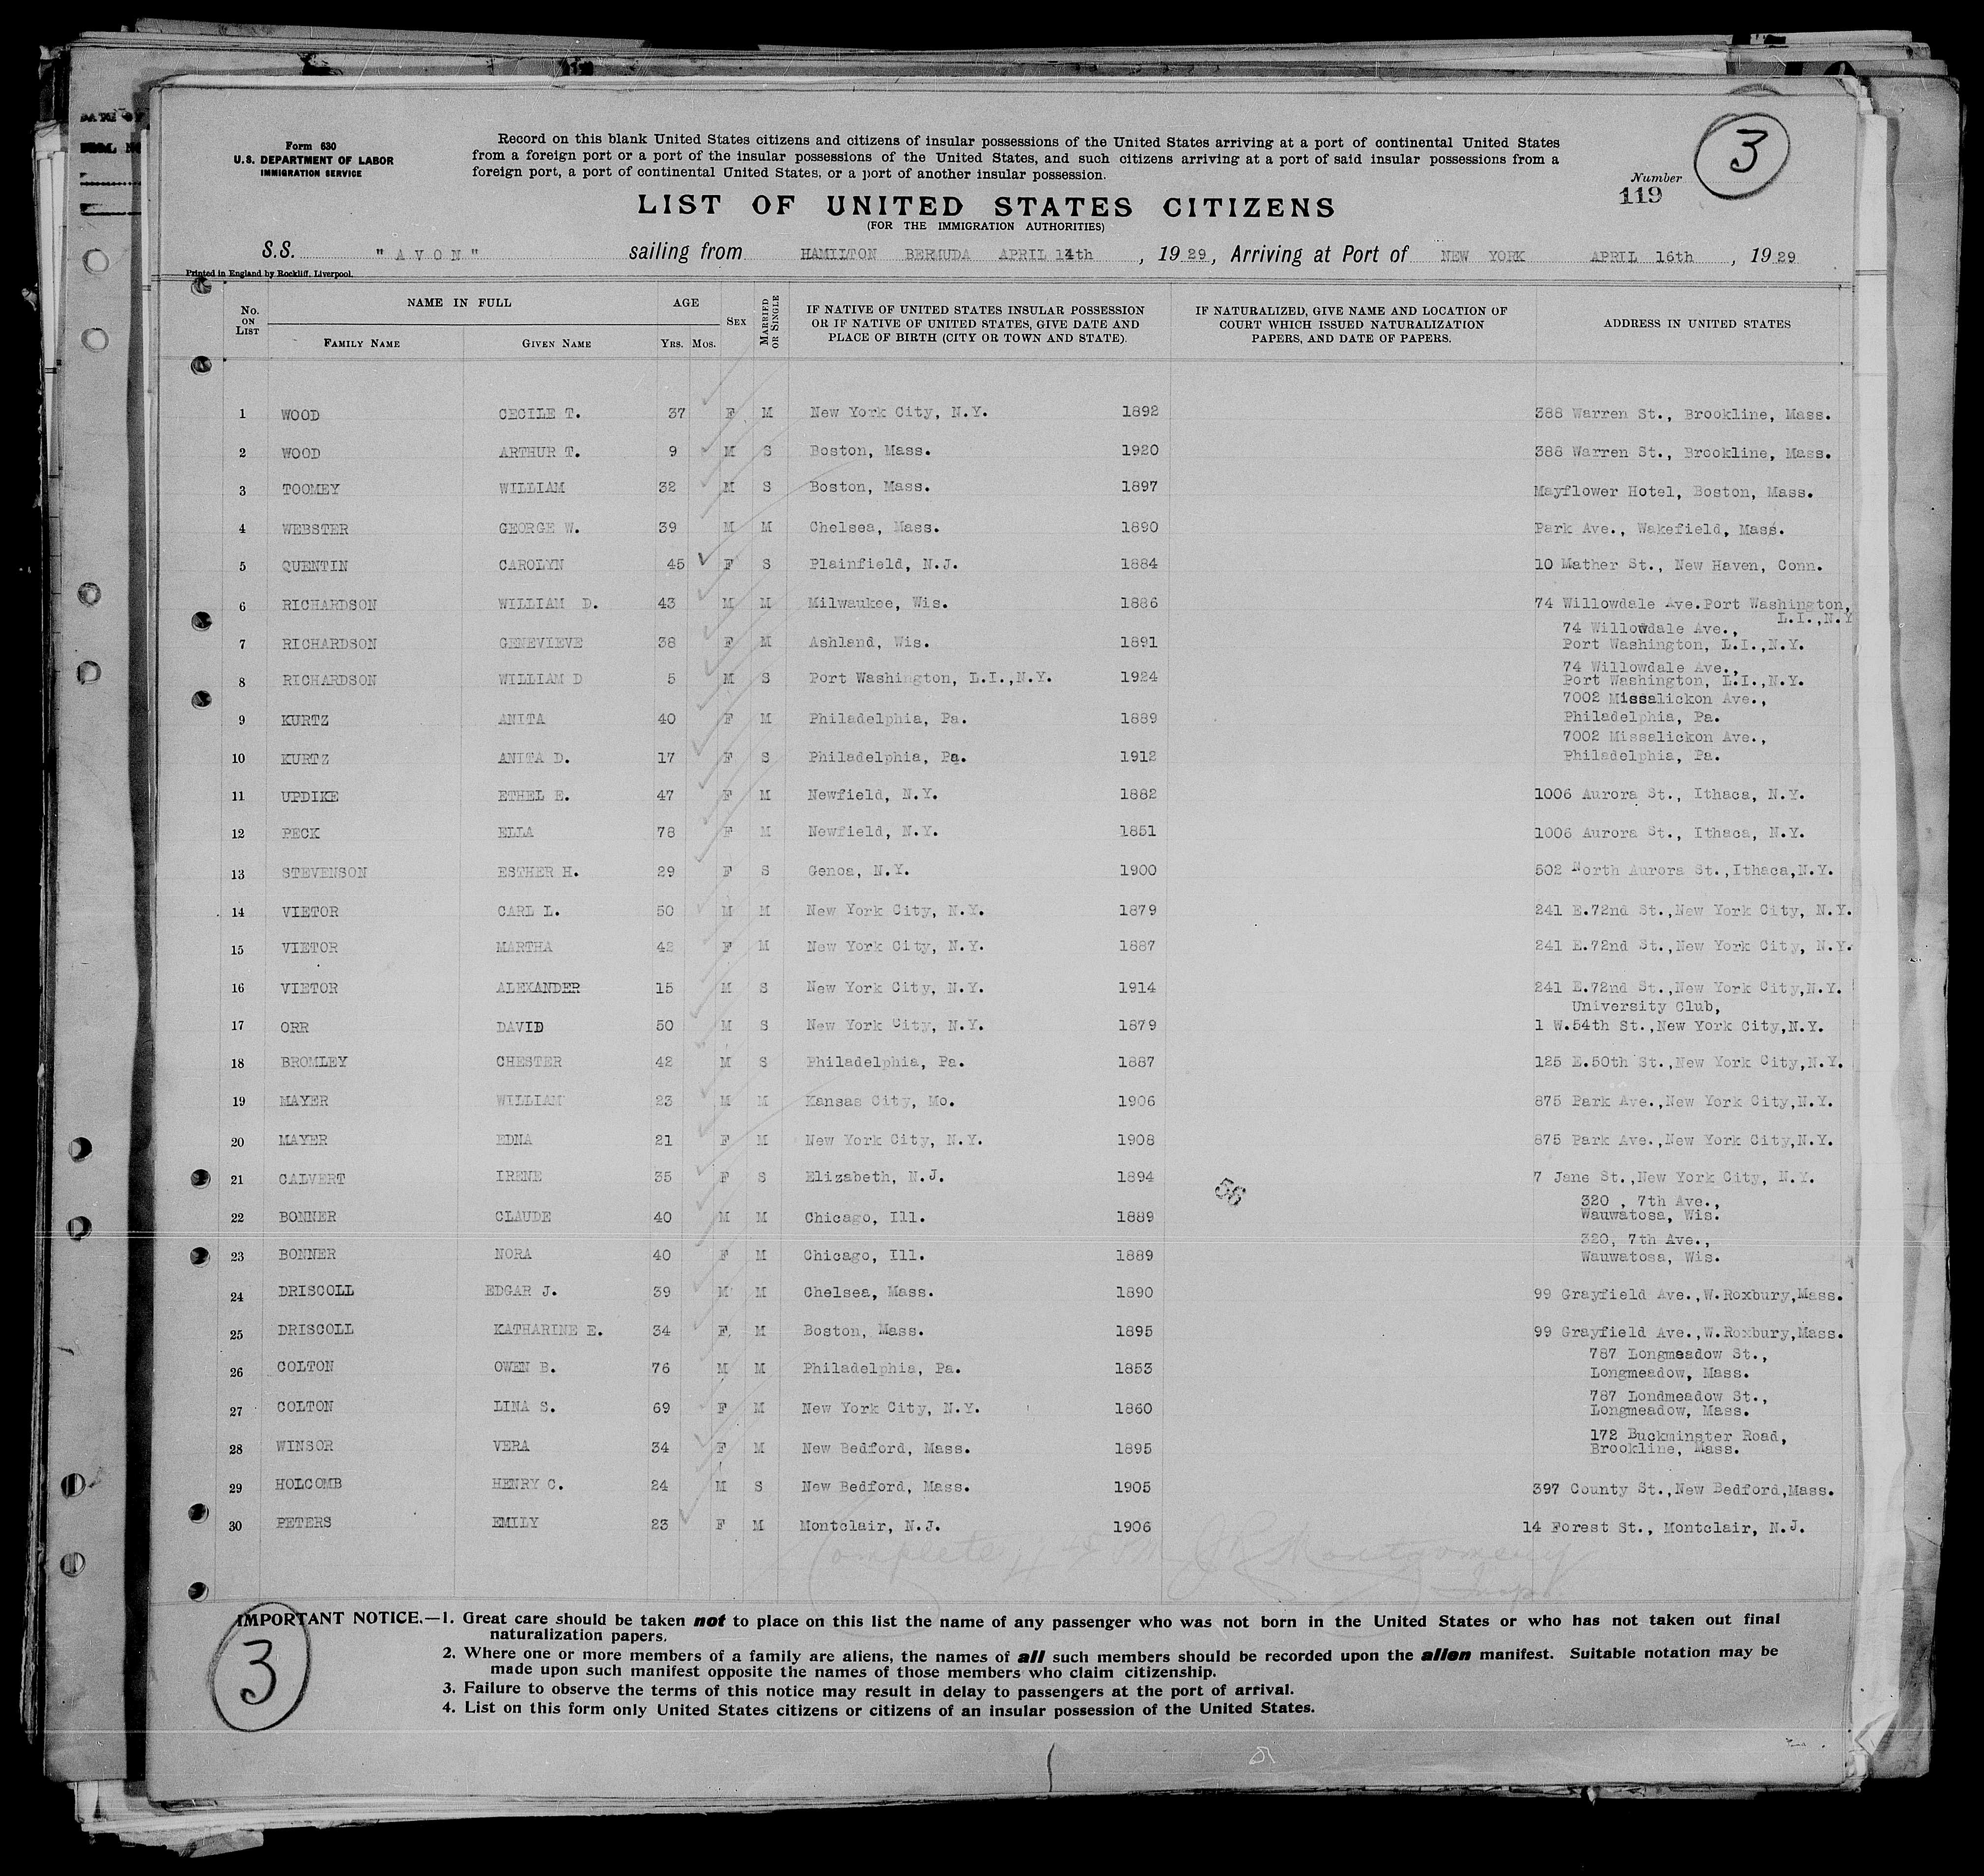 Form 630
U.S. DEPARTMENT OF LABOR
IMMIGRATION SERVICE
Record on this blank United States citizens and citizens of insular possessions of the United States arriving at a port of continental United States
from a foreign port or a port of the insular possessions of the United States, and such citizens arriving at a port of said insular possessions from a
foreign port, a port of continental United States, or a port of another insular possession.
3
Number
119
LIST OF UNITED STATES CITIZENS
(FOR THE IMMIGRATION AUTHORITIES)
S.S. "AVON" sailing from HAMILTON BERMUDA APRIL 14th, 1929, Arriving at Port of NEW YORK APRIL 16th, 1929
Printed in England by Rockliff, Liverpool.
No. ON LIST NAME IN FULL AGE SEX MARRIED OR SINGLE IF NATIVE OF UNITED STATES INSULAR POSSESSION OR IF NATIVE OF UNITED STATES, GIVE DATE AND PLACE OF BIRTH (CITY OR TOWN AND STATE). IF NATURALIZED, GIVE NAME AND LOCATION OF COURT WHICH ISSUED NATURALIZATION PAPERS, AND DATE OF PAPERS. ADDRESS IN UNITED STATES
FAMILY NAME GIVEN NAME YRS. MOS.
1 WOOD CECILE T. 37 F M New York City, N.Y. 1892 388 Warren St., Brookline, Mass.
2 WOOD ARTHUR T. 9 M S Boston, Mass. 1920 388 Warren St., Brookline, Mass.
3 TOOMEY WILLIAM 32 M S Boston, Mass. 1897 Mayflower Hotel, Boston, Mass.
4 WEBSTER GEORGE W. 39 M M Chelsea, Mass. 1890 Park Ave., Wakefield, Mass.
5 QUENTIN CAROLYN 45 F S Plainfield, N.J. 1884 10 Mather St., New Haven, Conn.
6 RICHARDSON WILLIAM D. 43 M M Milwaukee, Wis. 1886 74 Willowdale Ave.Port Washington, L.I.,N.Y
7 RICHARDSON GENEVIEVE 38 F M Ashland, Wis. 1891 74 Willowdale Ave., Port Washington, L.I.,N.Y.
8 RICHARDSON WILLIAM D 5 M S Port Washington, L.I.,N.Y. 1924 74 Willowdale Ave., Port Washington, L.I.,N.Y.
9 KURTZ ANITA 40 F M Philadelphia, Pa. 1889 7002 Missalickon Ave., Philadelphia, Pa.
10 KURTZ ANITA D. 17 F S Philadelphia, Pa. 1912 7002 Missalickon Ave., Philadelphia, Pa.
11 UPDIKE ETHEL E. 47 F M Newfield, N.Y. 1882 1006 Aurora St., Ithaca, N.Y.
12 PECK ELLA 78 F M Newfield, N.Y. 1851 1006 Aurora St., Ithaca, N.Y.
13 STEVENSON ESTHER H. 29 F S Genoa, N.Y. 1900 502 North Aurora St.,Ithaca,N.Y.
14 VIETOR CARL L. 50 M M New York City, N.Y. 1879 241 E.72nd St.,New York City, N.Y.
15 VIETOR MARTHA 42 F M New York City, N.Y. 1887 241 E.72nd St.,New York City, N.Y.
16 VIETOR ALEXANDER 15 M S New York City, N.Y. 1914 241 E.72nd St.,New York City,N.Y.
17 ORR DAVID 50 M S New York City, N.Y. 1879 University Club, 1 W.54th St.,New York City,N.Y.
18 BROMLEY CHESTER 42 M S Philadelphia, Pa. 1887 125 E.50th St.,New York City,N.Y.
19 MAYER WILLIAM 23 M M Kansas City, Mo. 1906 875 Park Ave.,New York City,N.Y.
20 MAYER EDNA 21 F M New York City, N.Y. 1908 875 Park Ave.,New York City,N.Y.
21 CALVERT IRENE 35 F S Elizabeth, N.J. 1894 7 Jane St.,New York City, N.Y.
56
22 BONNER CLAUDE 40 M M Chicago, Ill. 1889 320 , 7th Ave., Wauwatosa, Wis.
23 BONNER NORA 40 F M Chicago, Ill. 1889 320, 7th Ave., Wauwatosa, Wis.
24 DRISCOLL EDGAR J. 39 M M Chelsea, Mass. 1890 99 Grayfield Ave.,W.Roxbury,Mass.
25 DRISCOLL KATHARINE E. 34 F M Boston, Mass. 1895 99 Grayfield Ave.,W.Roxbury,Mass.
26 COLTON OWEN B. 76 M M Philadelphia, Pa. 1853 787 Longmeadow St., Longmeadow, Mass.
27 COLTON LINA S. 69 F M New York City, N.Y. 1860 787 Londmeadow St., Longmeadow, Mass.
28 WINSOR VERA 34 F M New Bedford, Mass. 1895 172 Buckminster Road, Brookline, Mass.
29 HOLCOMB HENRY C. 24 M S New Bedford, Mass. 1905 397 County St.,New Bedford,Mass.
30 PETERS EMILY 23 F M Montclair, N.J. 1906 14 Forest St., Montclair, N.J.
Complete Montgomery
Insp
IMPORTANT NOTICE.—1. Great care should be taken not to place on this list the name of any passenger who was not born in the United States or who has not taken out final
naturalization papers.
2. Where one or more members of a family are aliens, the names of all such members should be recorded upon the alien manifest. Suitable notation may be
made upon such manifest opposite the names of those members who claim citizenship.
3. Failure to observe the terms of this notice may result in delay to passengers at the port of arrival.
4. List on this form only United States citizens or citizens of an insular possession of the United States.
3